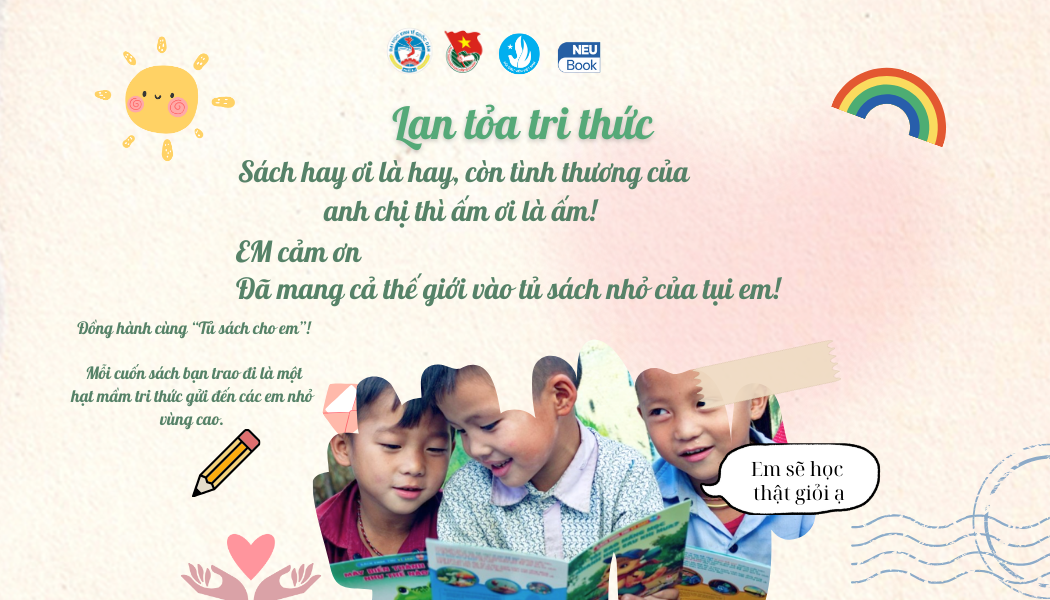 NEU
Book
Lan tỏa tri thức
Sách hay ơi là hay, còn tình thương của
anh chị thì ấm ơi là ấm!
EM cảm ơn
Đã mang cả thế giới vào tủ sách nhỏ của tụi em!
Đồng hành cùng “Tủ sách cho em”!
Mỗi cuốn sách bạn trao đi là một
hạt mầm tri thức gửi đến các em nhỏ
vùng cao.
Em sẽ học
thật giỏi ạ